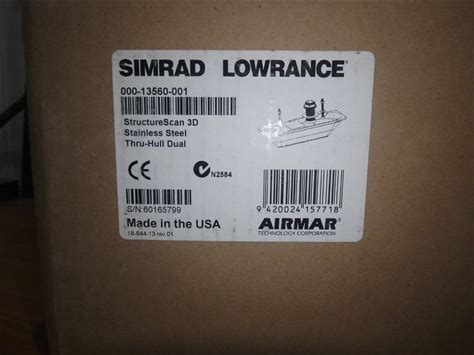 SIMRAD LOWRANCE®
000-13560-001
StructureScan 3D
Stainless Steel
Thru-Hull Dual
CE N2584
S/N:60165799
9 420024 157718
Made in the USA
AIRMAR®
18-644-13 rev 01
TECHNOLOGY CORPORATION